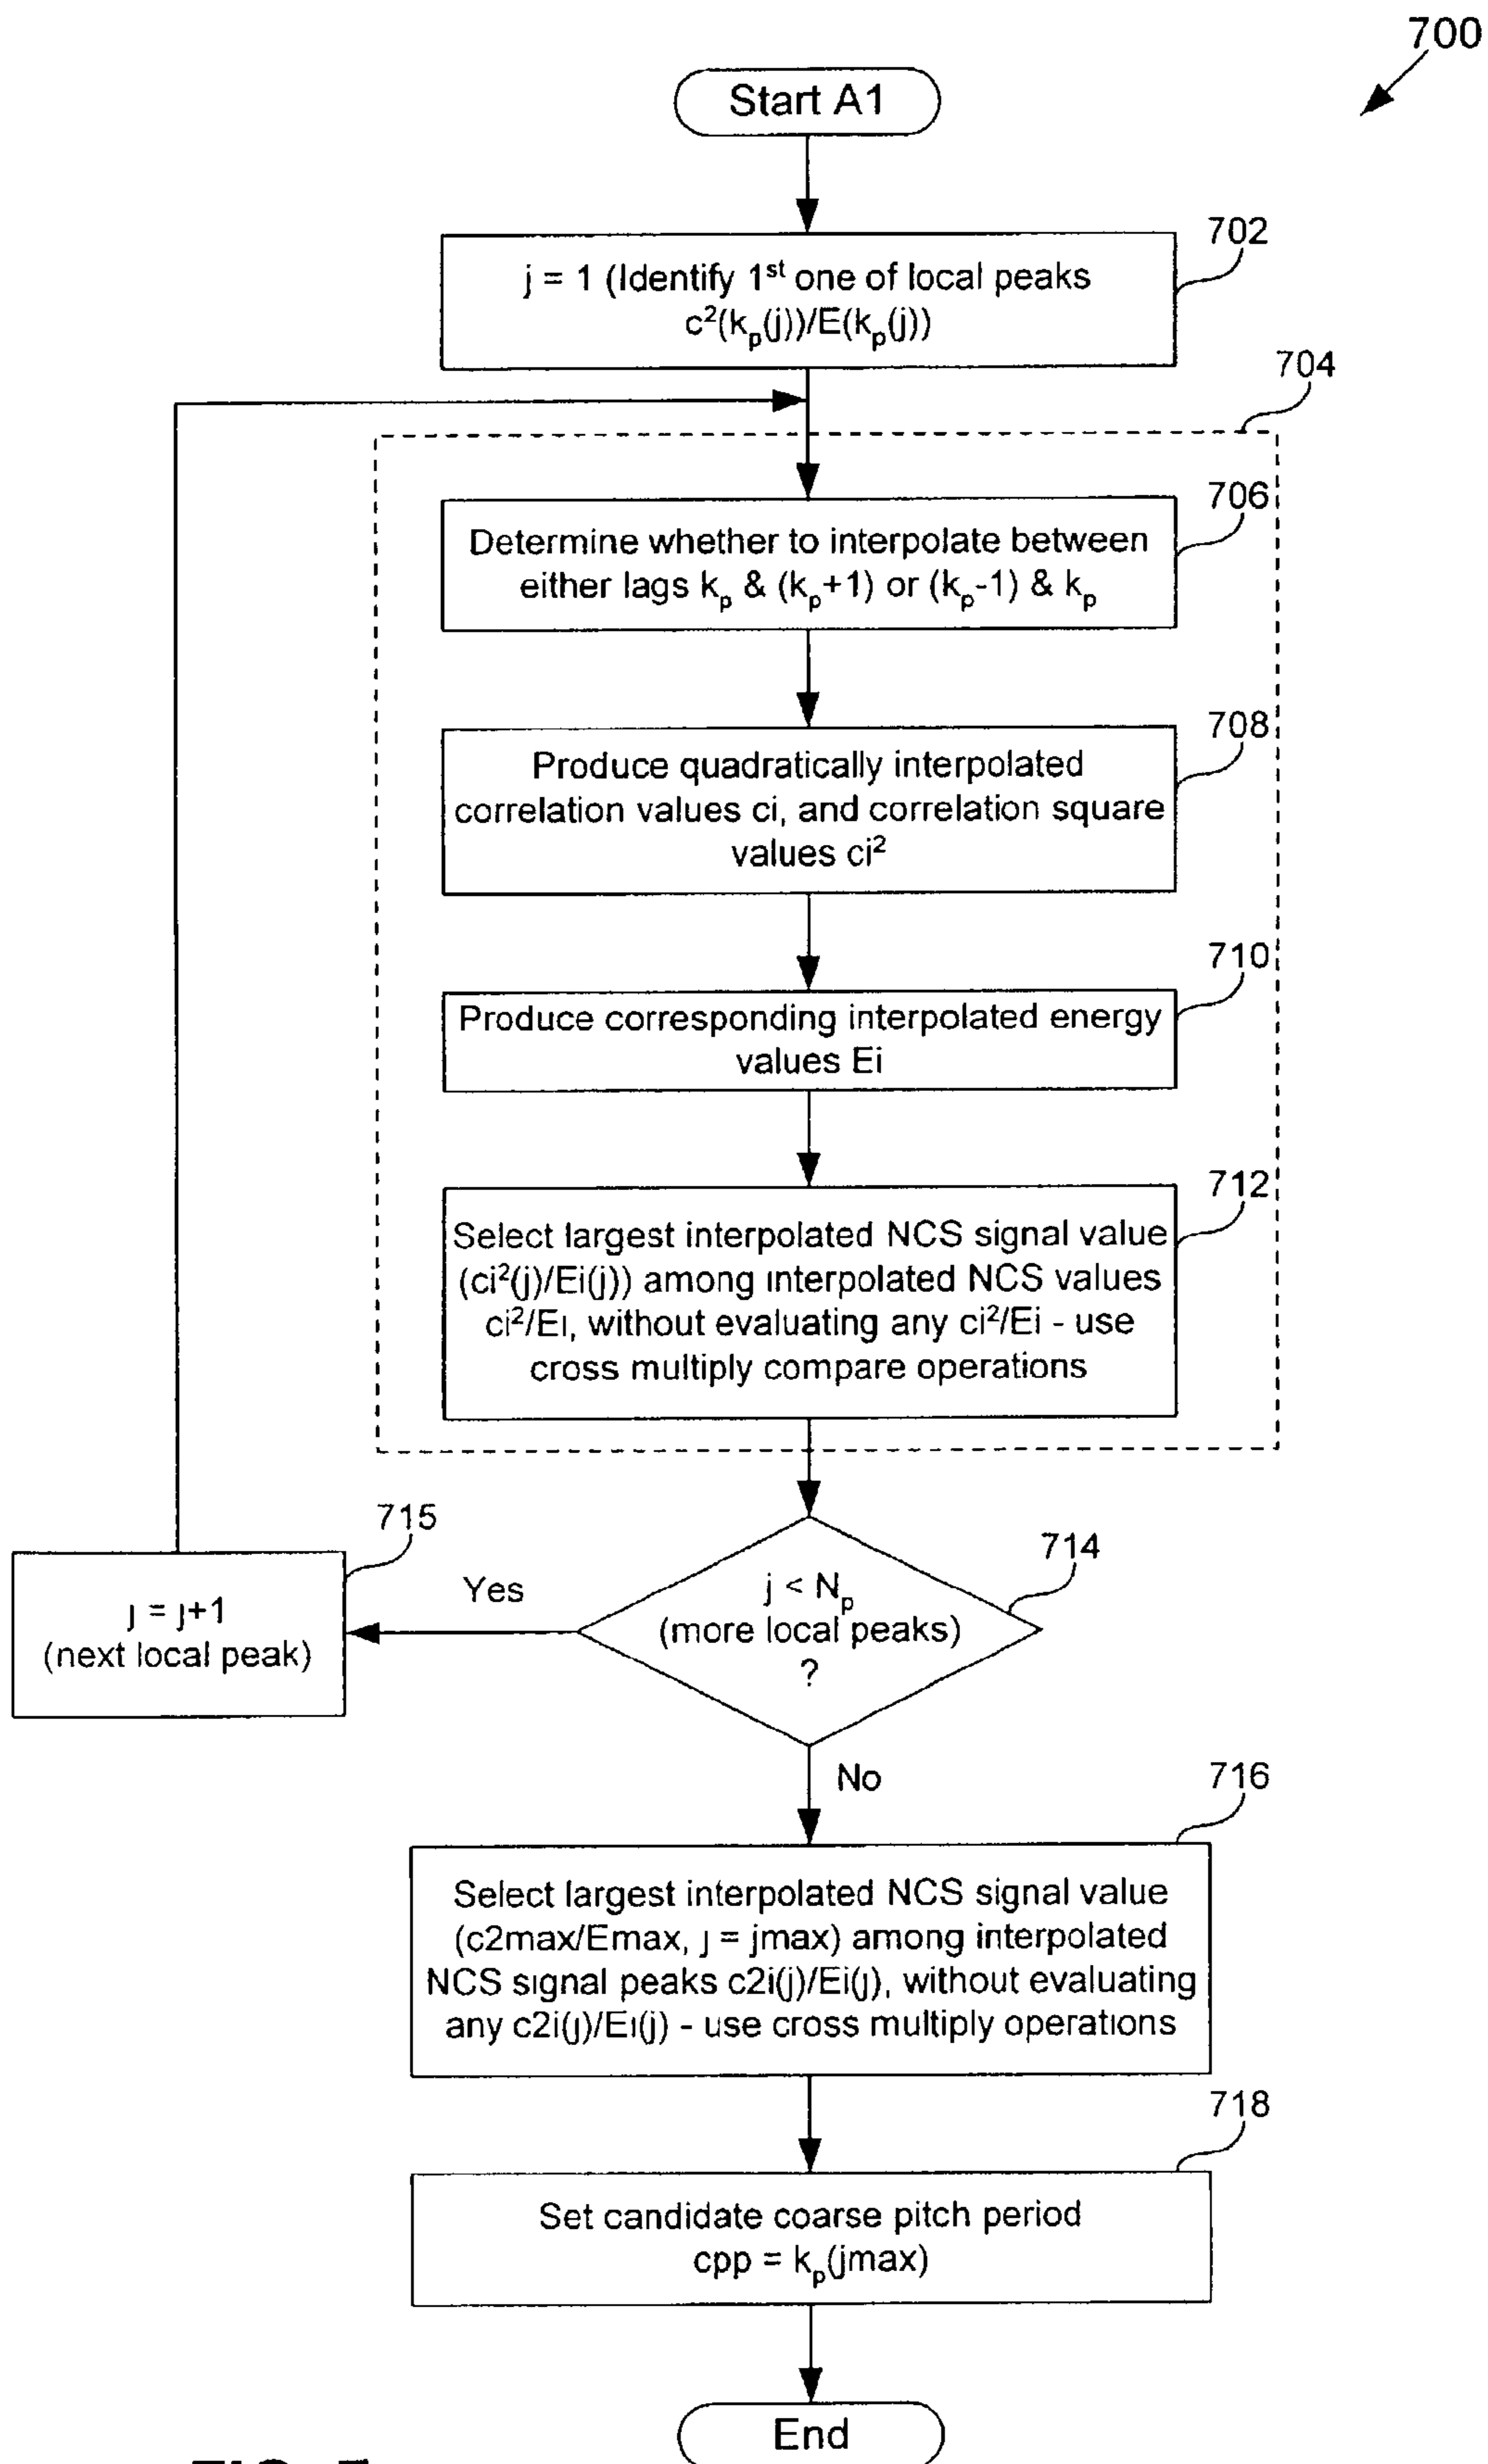 700
Start A1
702
j = 1 (Identify 1st one of local peaks
c²(kp(j))/E(kp(j))
704
706
Determine whether to interpolate between
either lags kp & (kp+1) or (kp-1) & kp
708
Produce quadratically interpolated
correlation values ci, and correlation square
values ci²
710
Produce corresponding interpolated energy
values Ei
712
Select largest interpolated NCS signal value
(ci²(j)/Ei(j)) among interpolated NCS values
ci²/Ei, without evaluating any ci²/Ei - use
cross multiply compare operations
714
j < Np
(more local peaks)
?
Yes
715
j = j+1
(next local peak)
No
716
Select largest interpolated NCS signal value
(c2max/Emax, j = jmax) among interpolated
NCS signal peaks c2i(j)/Ei(j), without evaluating
any c2i(j)/Ei(j) - use cross multiply operations
718
Set candidate coarse pitch period
cpp = kp(jmax)
End